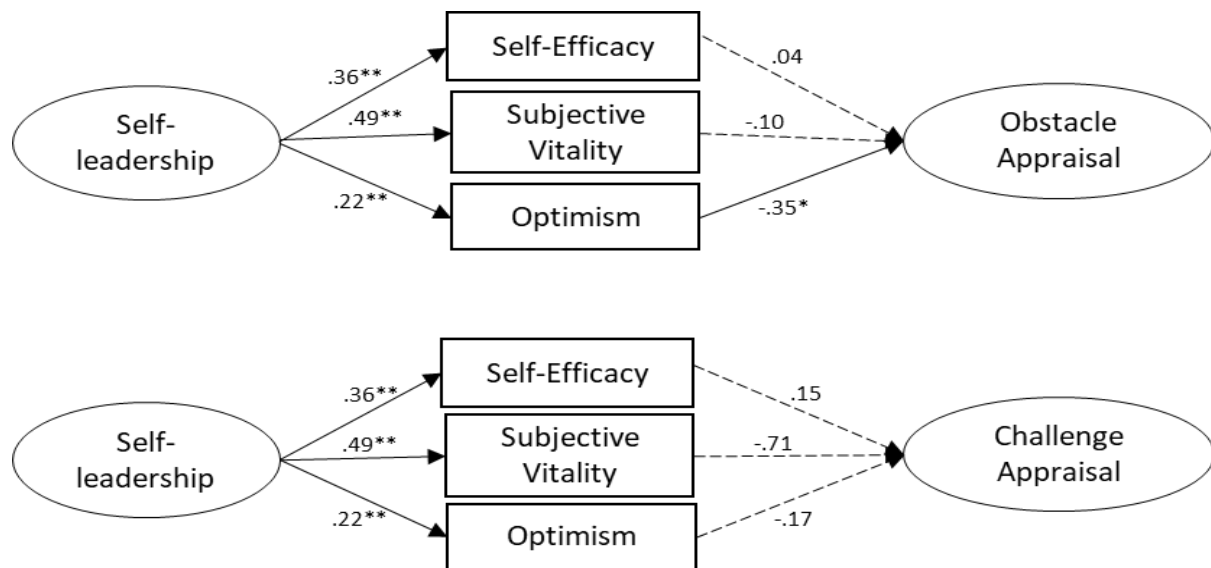 Self-Efficacy
.36**
.04
Self-
leadership
.49**
Subjective
Vitality
-.10
Obstacle
Appraisal
.22**
Optimism
-.35*
Self-Efficacy
.36**
.15
Self-
leadership
.49**
Subjective
Vitality
-.71
Challenge
Appraisal
.22**
Optimism
-.17